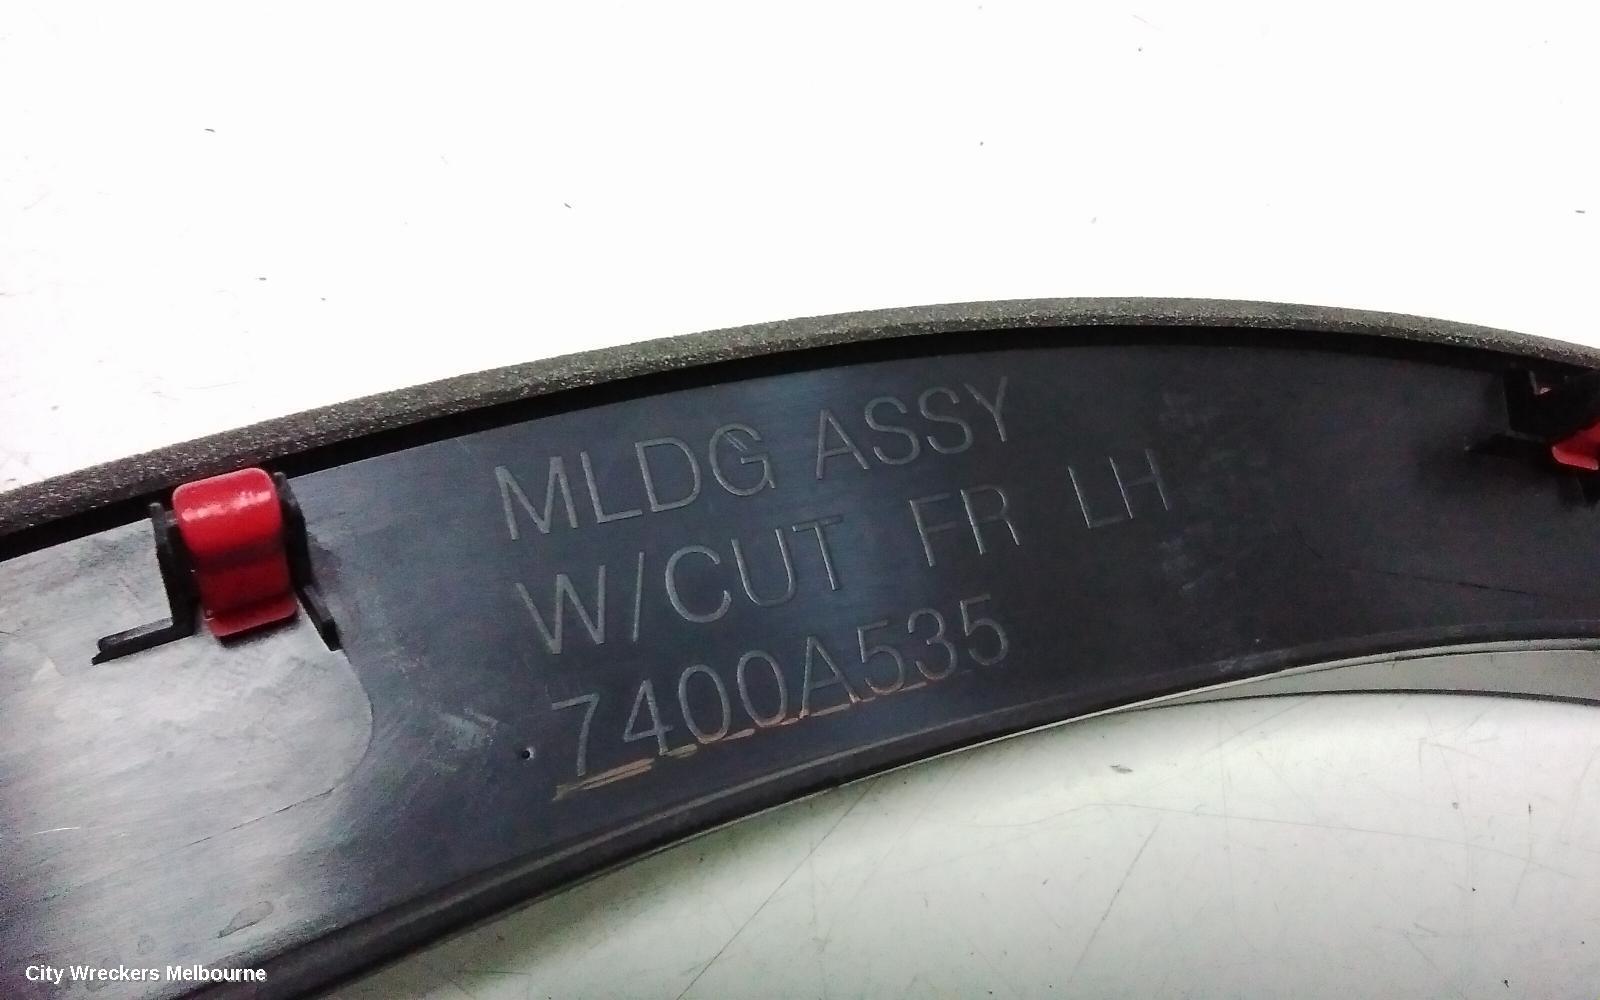 MLDG ASSY
W/CUT FR LH
7400A535
City Wreckers Melbourne